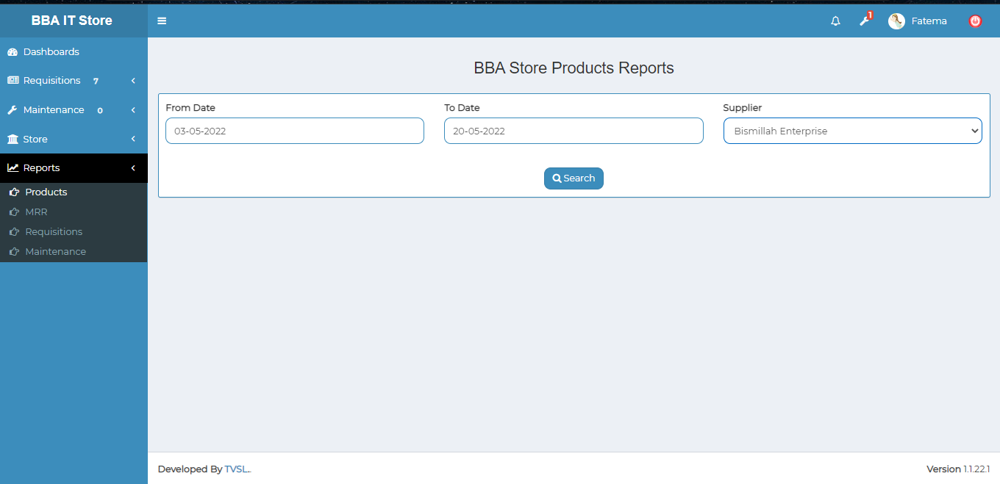 BBA IT Store
1
Fatema
Dashboards
Requisitions 7
Maintenance 0
Store
Reports
Products
MRR
Requisitions
Maintenance
BBA Store Products Reports
From Date
To Date
Supplier
03-05-2022
20-05-2022
Bismillah Enterprise
Search
Developed By TVSL..
Version 1.1.22.1